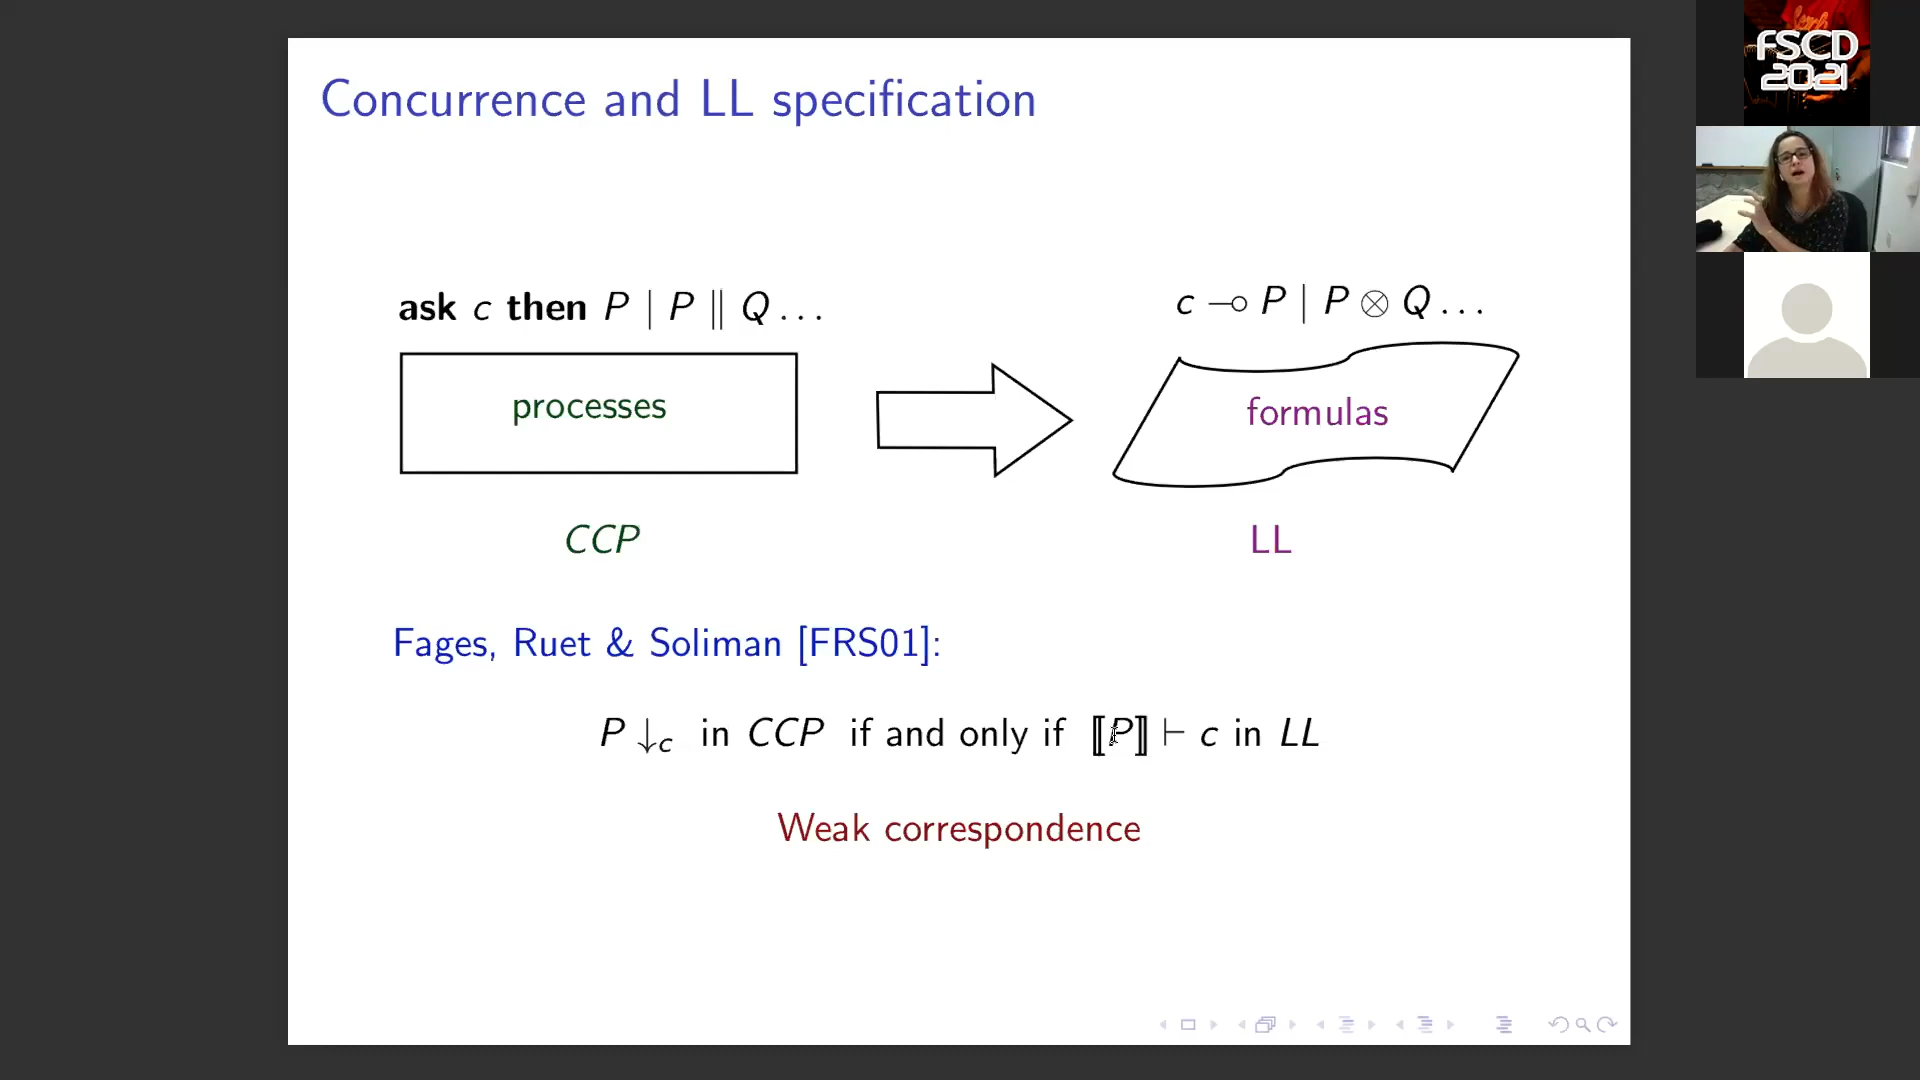 Concurrence and LL specification
ask c then P | P ∥ Q . . .
c ⊸ P | P ⊗ Q . . .
processes
formulas
CCP
LL
Fages, Ruet & Soliman [FRS01]:
P ↓c in CCP if and only if ⟦P⟧ ⊢ c in LL
Weak correspondence
FSCD
2021